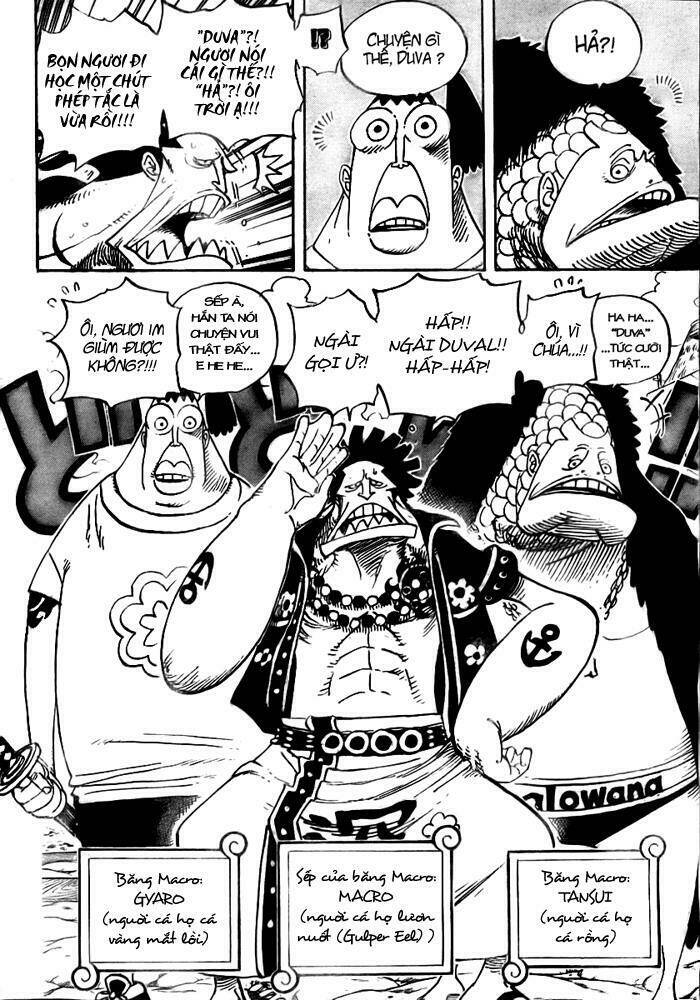 HẢ?!
CHUYỆN GÌ
THẾ, DUVA ?
!?
"DUVA"?!
NGƯƠI NÓI
CÁI GÌ THẾ?!!
"HẢ"?! ÔI
TRỜI Ạ!!!
BỌN NGƯƠI ĐI
HỌC MỘT CHÚT
PHÉP TẮC LÀ
VỪA RỒI!!!
HA HA...
"DUVA"
...TỨC CƯỜI
THẬT...
ÔI, VÌ
CHÚA...!!
HẤP!!
NGÀI DUVAL!!
HẤP-HẤP!
NGÀI
GỌI Ư?!
SẾP À,
HẮN TA NÓI
CHUYỆN VUI
THẬT ĐẤY...
E HE HE...
ÔI, NGƯƠI IM
GIÙM ĐƯỢC
KHÔNG?!!!
alowana
Băng Macro:
GYARO
(người cá họ cá
vàng mắt lồi)
Sếp của băng Macro:
MACRO
(người cá họ lươn
nuốt (Gulper Eel) )
Băng Macro:
TANSUI
(người cá họ
cá rồng)